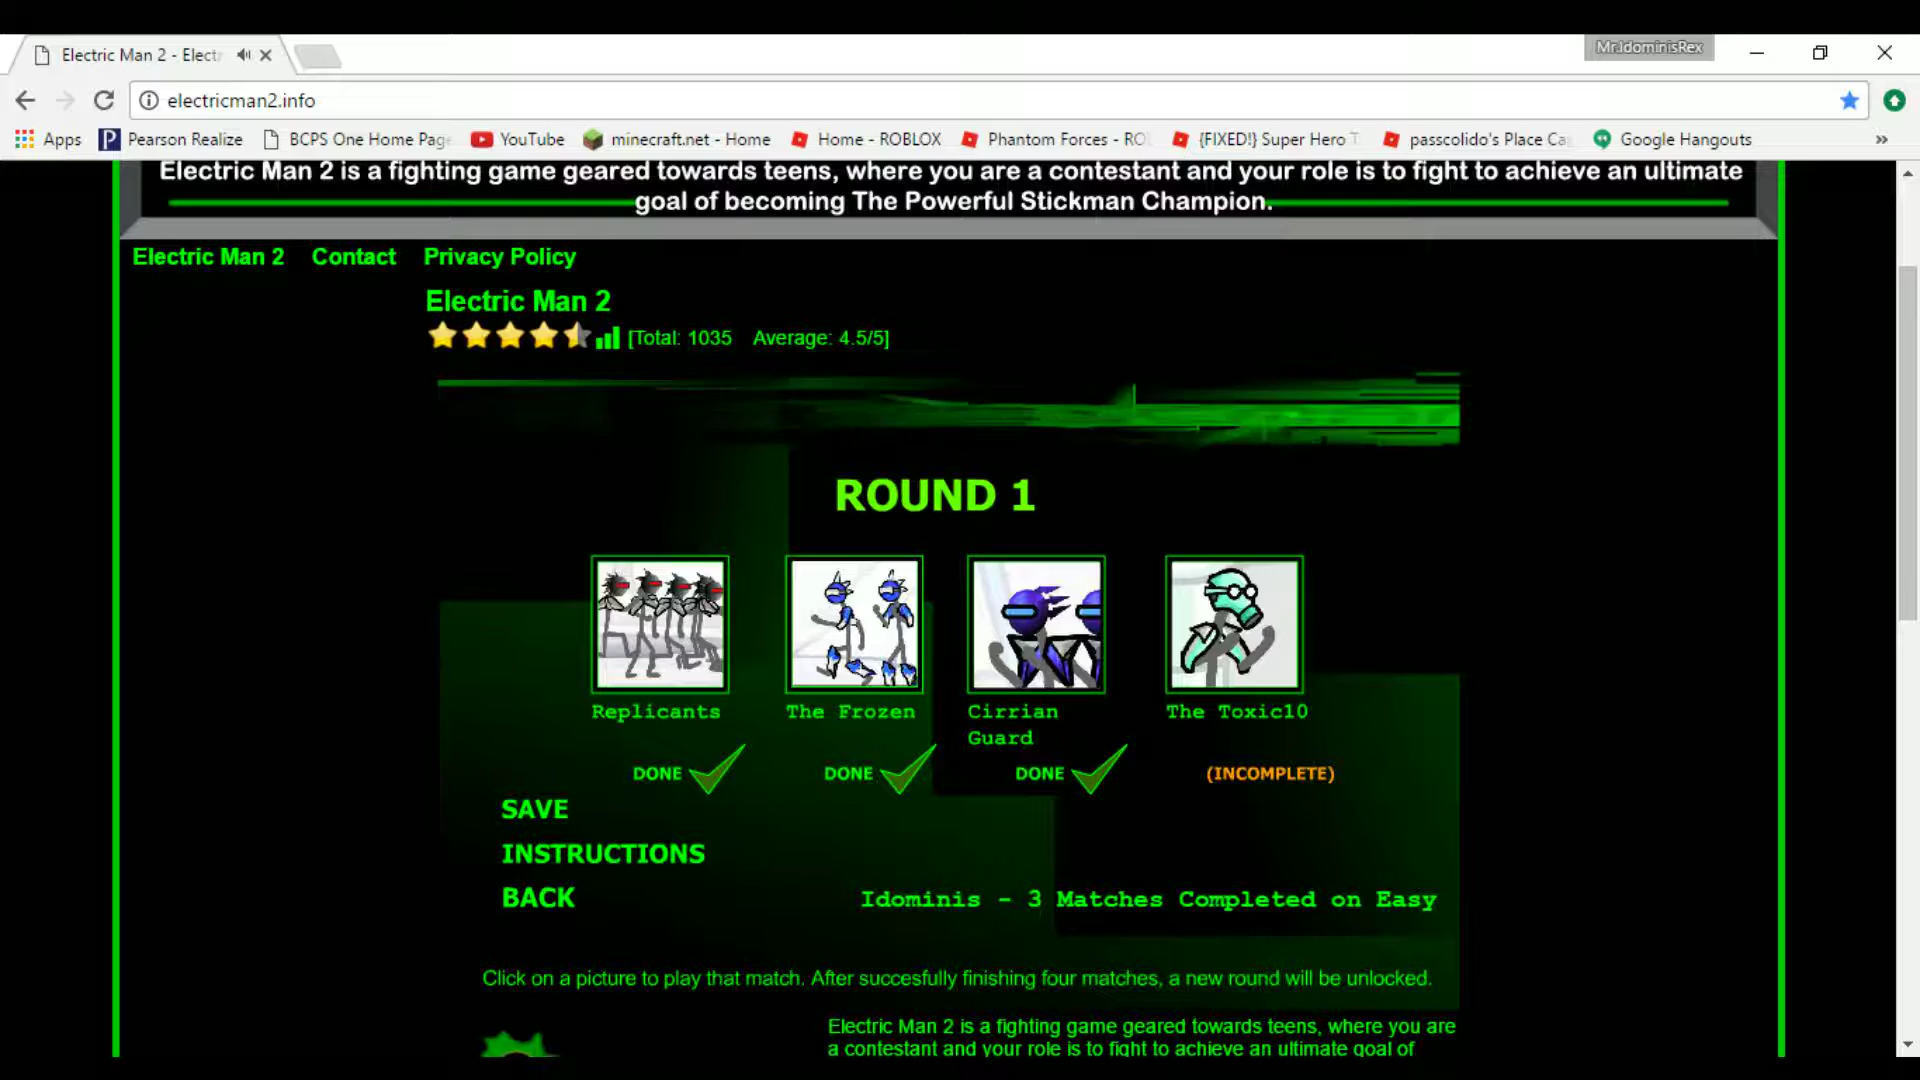 Electric Man 2 - Elect
Mr.IdominisRex
electricman2.info
Apps Pearson Realize BCPS One Home Pag YouTube minecraft.net - Home Home - ROBLOX Phantom Forces - RO {FIXED!} Super Hero T passcolido's Place Ca Google Hangouts »
Electric Man 2 is a fighting game geared towards teens, where you are a contestant and your role is to fight to achieve an ultimate
goal of becoming The Powerful Stickman Champion.
Electric Man 2 Contact Privacy Policy
Electric Man 2
[Total: 1035 Average: 4.5/5]
ROUND 1
Replicants The Frozen Cirrian The Toxic10
Guard
DONE DONE DONE (INCOMPLETE)
SAVE
INSTRUCTIONS
BACK Idominis - 3 Matches Completed on Easy
Click on a picture to play that match. After succesfully finishing four matches, a new round will be unlocked.
Electric Man 2 is a fighting game geared towards teens, where you are
a contestant and your role is to fight to achieve an ultimate goal of